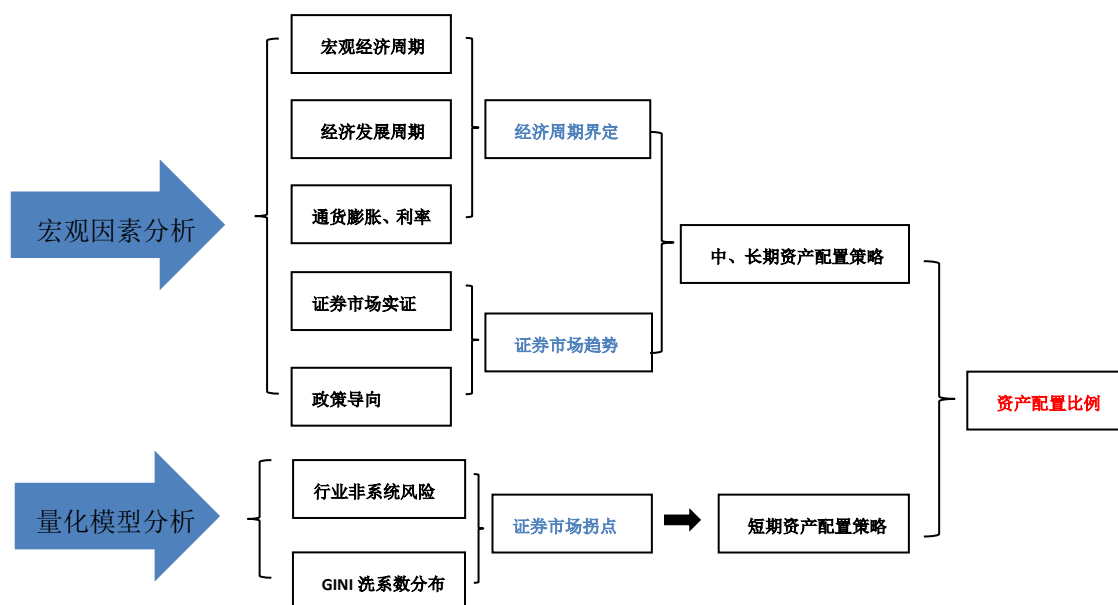 宏观经济周期
经济发展周期
经济周期界定
宏观因素分析
通货膨胀、利率
中、长期资产配置策略
证券市场实证
证券市场趋势
政策导向
资产配置比例
行业非系统风险
量化模型分析
证券市场拐点
短期资产配置策略
GINI 洗系数分布